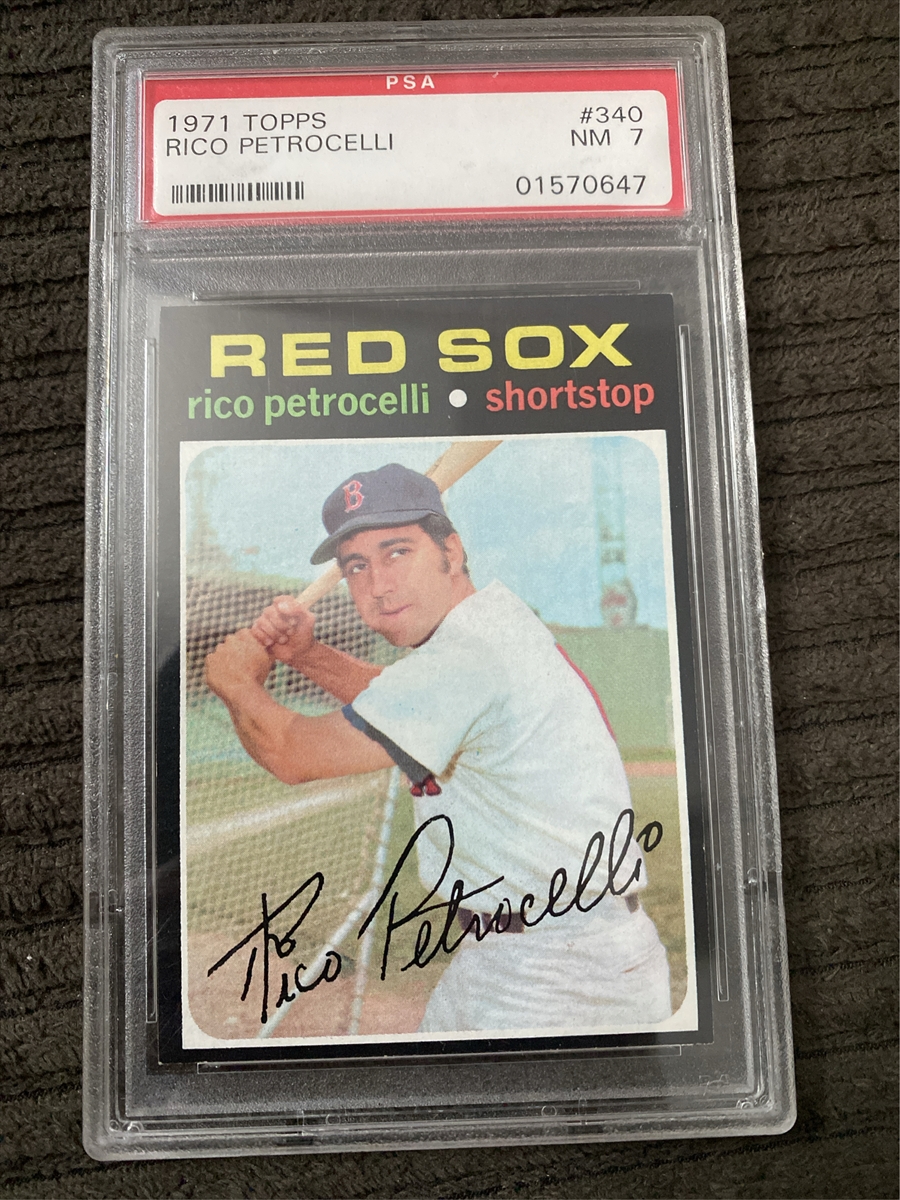 PSA
1971 TOPPS #340
RICO PETROCELLI NM 7
01570647
RED SOX
rico petrocelli • shortstop
B
Rico Petrocelli